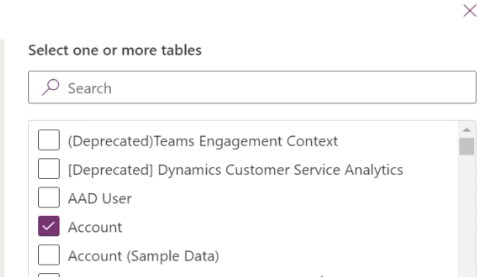 Select one or more tables
Search
(Deprecated)Teams Engagement Context
[Deprecated] Dynamics Customer Service Analytics
AAD User
Account
Account (Sample Data)